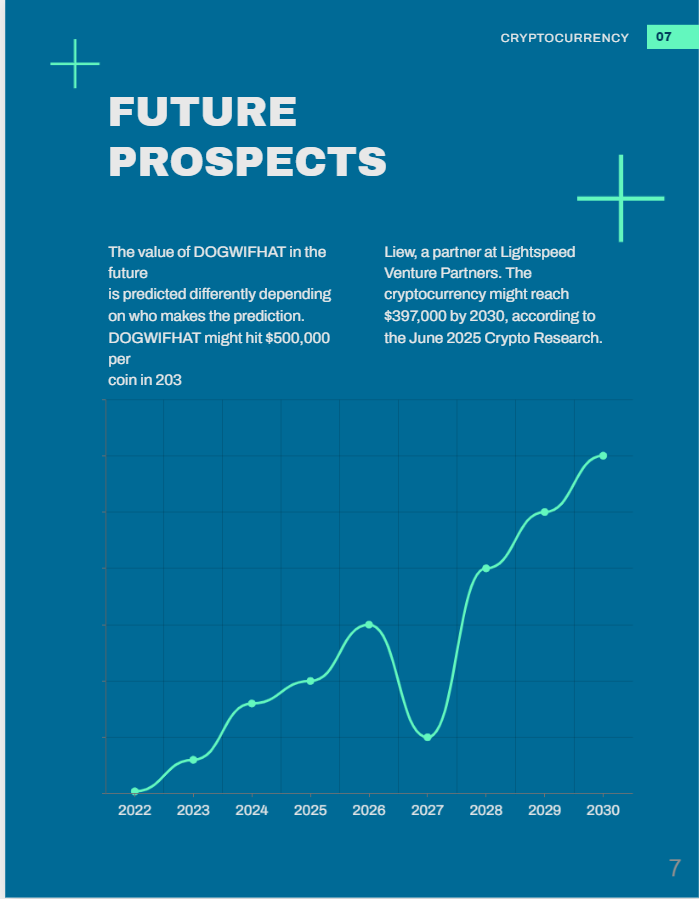 CRYPTOCURRENCY 07
FUTURE
PROSPECTS
The value of DOGWIFHAT in the
future
is predicted differently depending
on who makes the prediction.
DOGWIFHAT might hit $500,000
per
coin in 203
Liew, a partner at Lightspeed
Venture Partners. The
cryptocurrency might reach
$397,000 by 2030, according to
the June 2025 Crypto Research.
2022 2023 2024 2025 2026 2027 2028 2029 2030
7